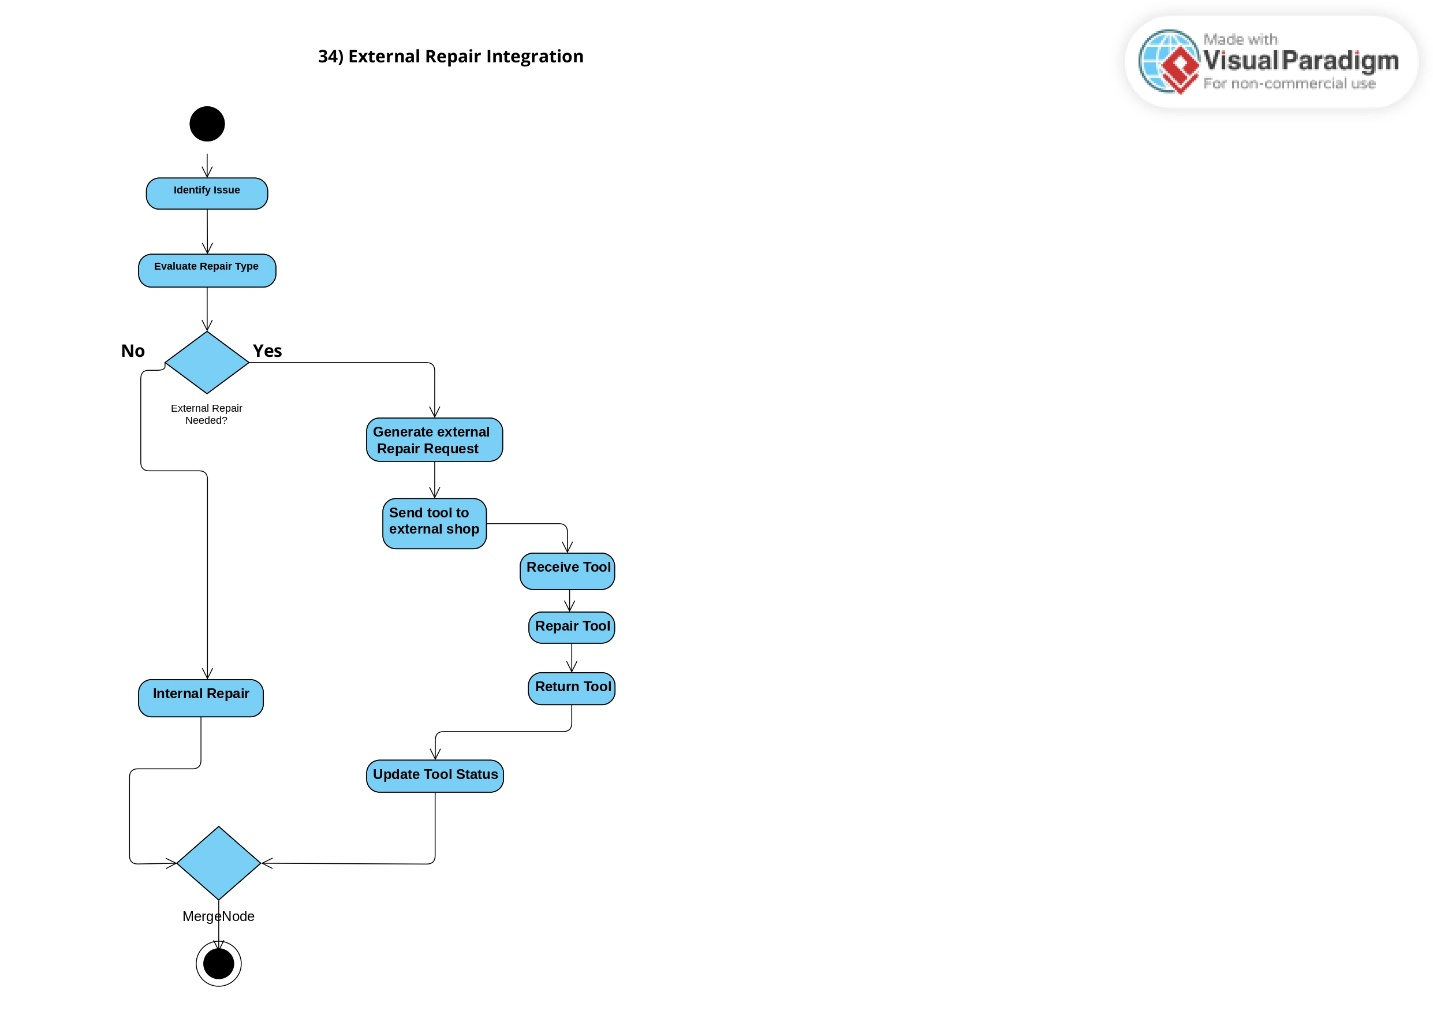 Made with
Visual Paradigm
For non-commercial use
34) External Repair Integration
Identify Issue
Evaluate Repair Type
No
Yes
External Repair
Needed?
Generate external
Repair Request
Send tool to
external shop
Receive Tool
Repair Tool
Return Tool
Internal Repair
Update Tool Status
MergeNode